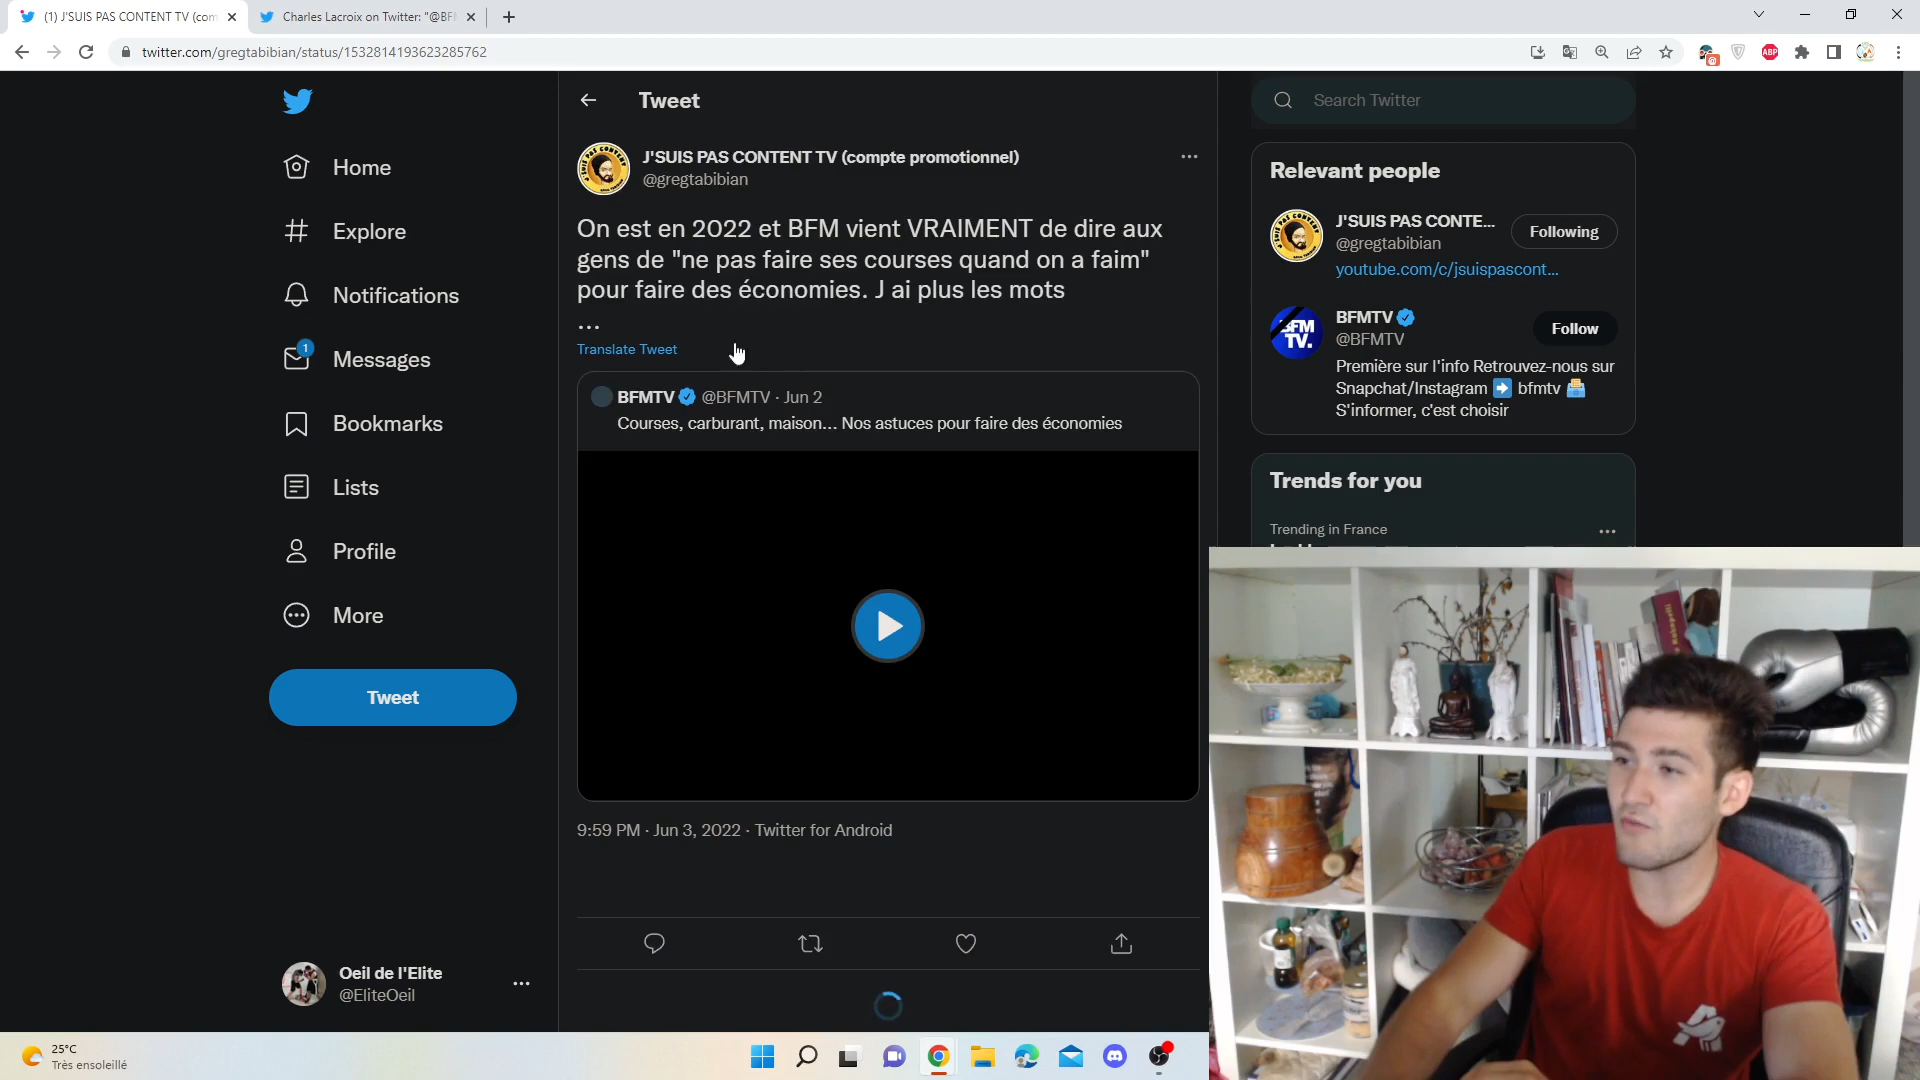 (1) J'SUIS PAS CONTENT TV (com
Charles Lacroix on Twitter: "@BF
twitter.com/gregtabibian/status/1532814193623285762
ABP
Home
Explore
Notifications
1
Messages
Bookmarks
Lists
Profile
More
Tweet
Oeil de l'Elite
@EliteOeil
Tweet
J'SUIS PAS CONTENT TV (compte promotionnel)
@gregtabibian
On est en 2022 et BFM vient VRAIMENT de dire aux
gens de "ne pas faire ses courses quand on a faim"
pour faire des économies. J ai plus les mots
...
Translate Tweet
BFMTV @BFMTV · Jun 2
Courses, carburant, maison... Nos astuces pour faire des économies
9:59 PM · Jun 3, 2022 · Twitter for Android
Search Twitter
Relevant people
J'SUIS PAS CONTE...
@gregtabibian
Following
youtube.com/c/jsuispascont...
BFM
TV.
BFMTV
@BFMTV
Follow
Première sur l'info Retrouvez-nous sur
Snapchat/Instagram ➡ bfmtv
S'informer, c'est choisir
Trends for you
Trending in France
25°C
Très ensoleillé